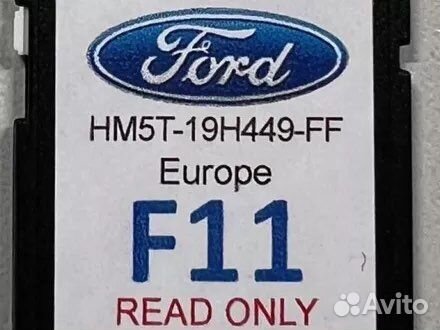 Ford
HM5T-19H449-FF
Europe
F11
READ ONLY
Avito